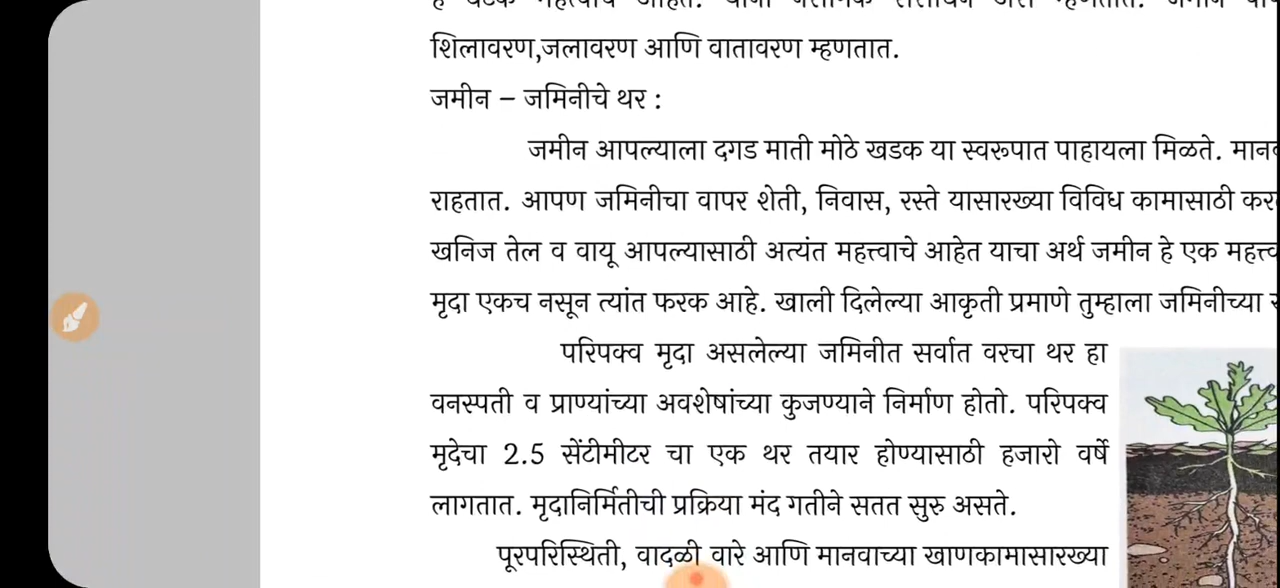 शिलावरण,जलावरण आणि वातावरण म्हणतात.
जमीन – जमिनीचे थर :
जमीन आपल्याला दगड माती मोठे खडक या स्वरूपात पाहायला मिळते.
राहतात. आपण जमिनीचा वापर शेती, निवास, रस्ते यासारख्या विविध कामासाठी
खनिज तेल व वायू आपल्यासाठी अत्यंत महत्त्वाचे आहेत याचा अर्थ जमीन हे एक
मृदा एकच नसून त्यांत फरक आहे. खाली दिलेल्या आकृती प्रमाणे तुम्हाला जमिनीच्या
परिपक्व मृदा असलेल्या जमिनीत सर्वात वरचा थर हा
वनस्पती व प्राण्यांच्या अवशेषांच्या कुजण्याने निर्माण होतो. परिपक्व
मृदेचा 2.5 सेंटीमीटर चा एक थर तयार होण्यासाठी हजारो वर्षे
लागतात. मृदानिर्मितीची प्रक्रिया मंद गतीने सतत सुरु असते.
पूरपरिस्थिती, वादळी वारे आणि मानवाच्या खाणकामासारख्या